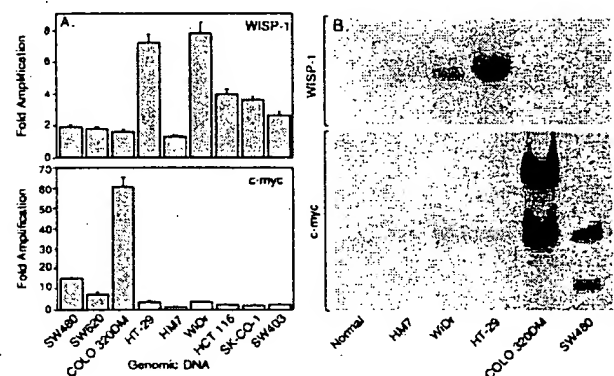 A.
WISP-1
Fold Amplification
8
6
4
2
0
c-myc
Fold Amplification
75
60
50
40
30
20
10
0
SW480
SW620
COLO 320DM
HT-29
HM7
WiDr
HCT 116
SK-CO-1
SW403
Genomic DNA
B.
WISP-1
c-myc
Normal
HM7
WiDr
HT-29
COLO 320DM
SW480